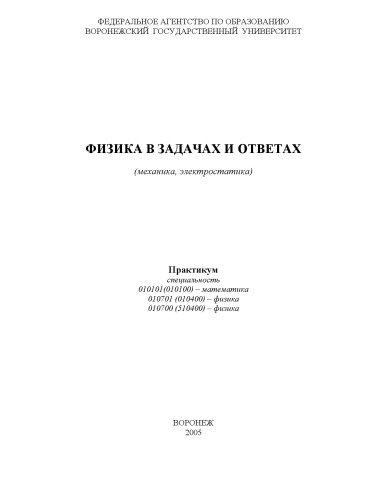 ФЕДЕРАЛЬНОЕ АГЕНТСТВО ПО ОБРАЗОВАНИЮ
ВОРОНЕЖСКИЙ ГОСУДАРСТВЕННЫЙ УНИВЕРСИТЕТ
ФИЗИКА В ЗАДАЧАХ И ОТВЕТАХ
(механика, электростатика)
Практикум
специальность
010101(010100) – математика
010701 (010400) – физика
010700 (510400) – физика
ВОРОНЕЖ
2005